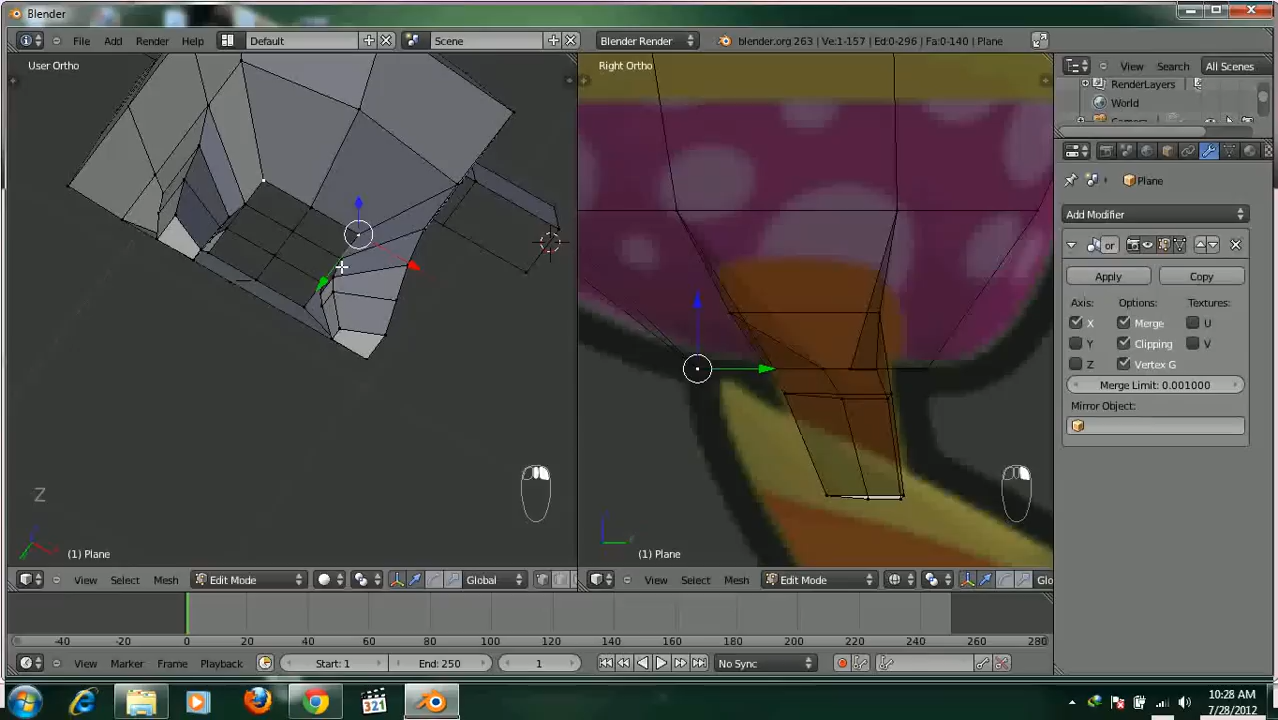 Blender
File Add Render Help Default Scene Blender Render blender.org 263 | Ve:1-157 | Ed:0-296 | Fa:0-140 | Plane
View Search All Scenes
User Ortho
Right Ortho
RenderLayers
World
Plane
Add Modifier
or
Apply Copy
Axis: Options: Textures:
X Merge U
Y Clipping V
Z Vertex G
Merge Limit: 0.001000
Mirror Object:
Z
(1) Plane
(1) Plane
View Select Mesh Edit Mode Global
View Select Mesh Edit Mode Glo
-40 -20 0 20 40 60 80 100 120 140 160 180 200 220 240 260 280
View Marker Frame Playback Start: 1 End: 250 1 No Sync
321
10:28 AM
7/28/2012